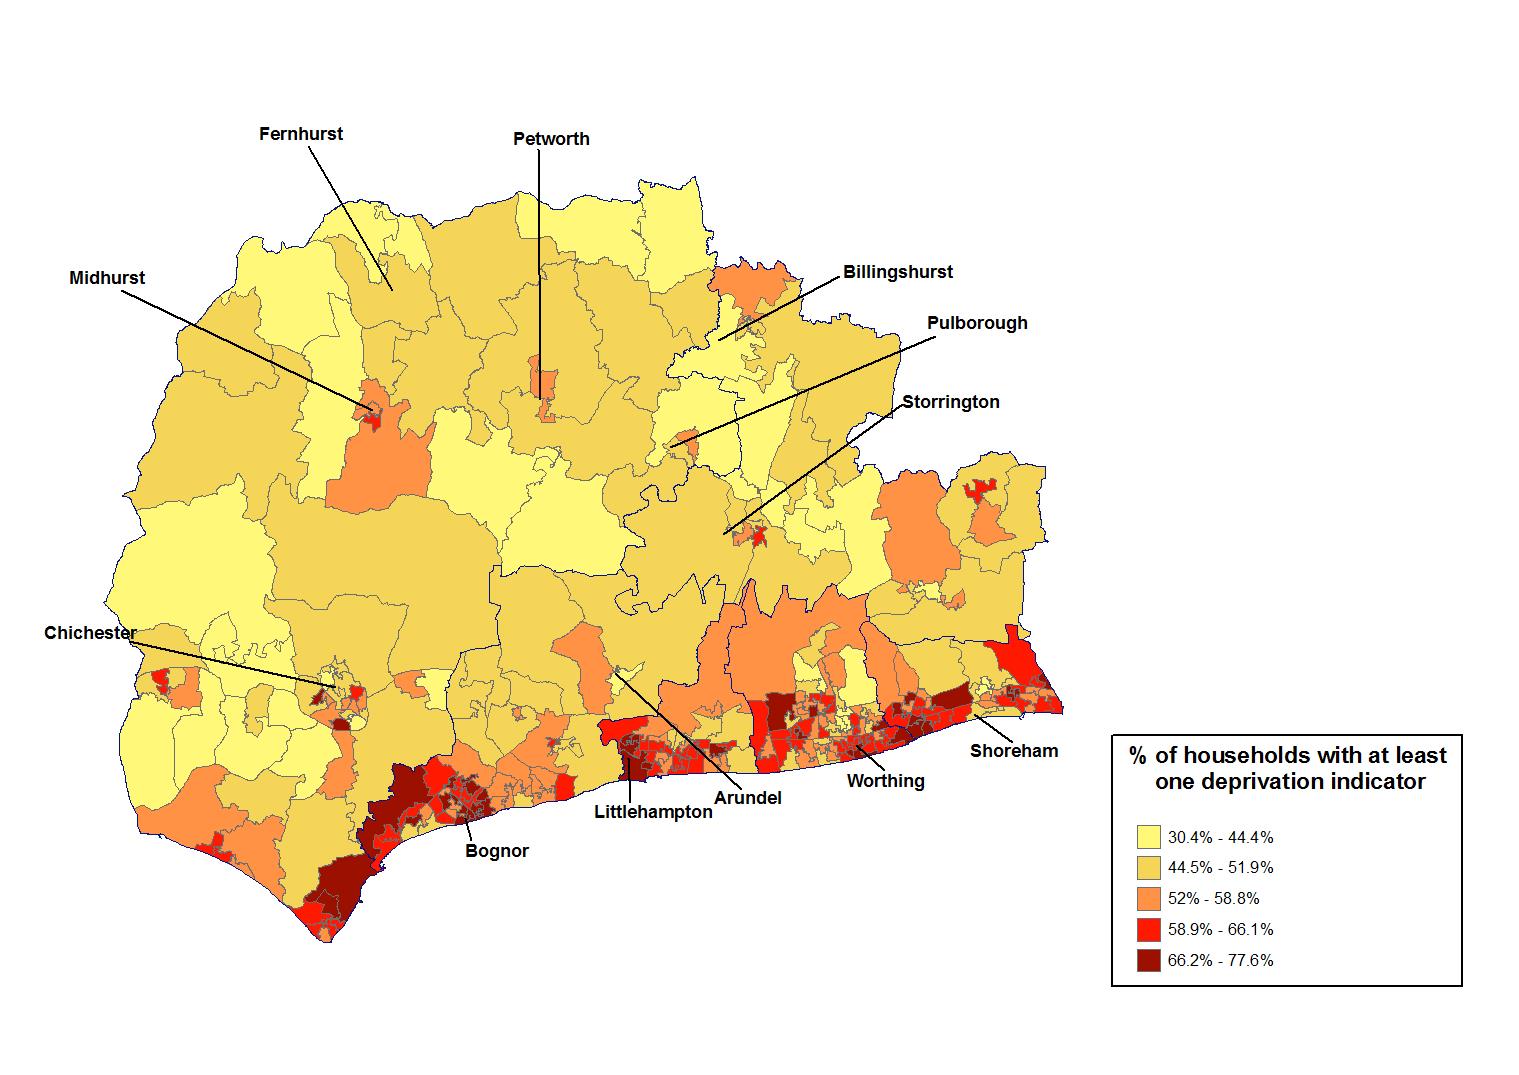 Fernhurst
Petworth
Midhurst
Billingshurst
Pulborough
Storrington
Chichester
Shoreham
Worthing
Arundel
Littlehampton
Bognor
% of households with at least
one deprivation indicator
30.4% - 44.4%
44.5% - 51.9%
52% - 58.8%
58.9% - 66.1%
66.2% - 77.6%